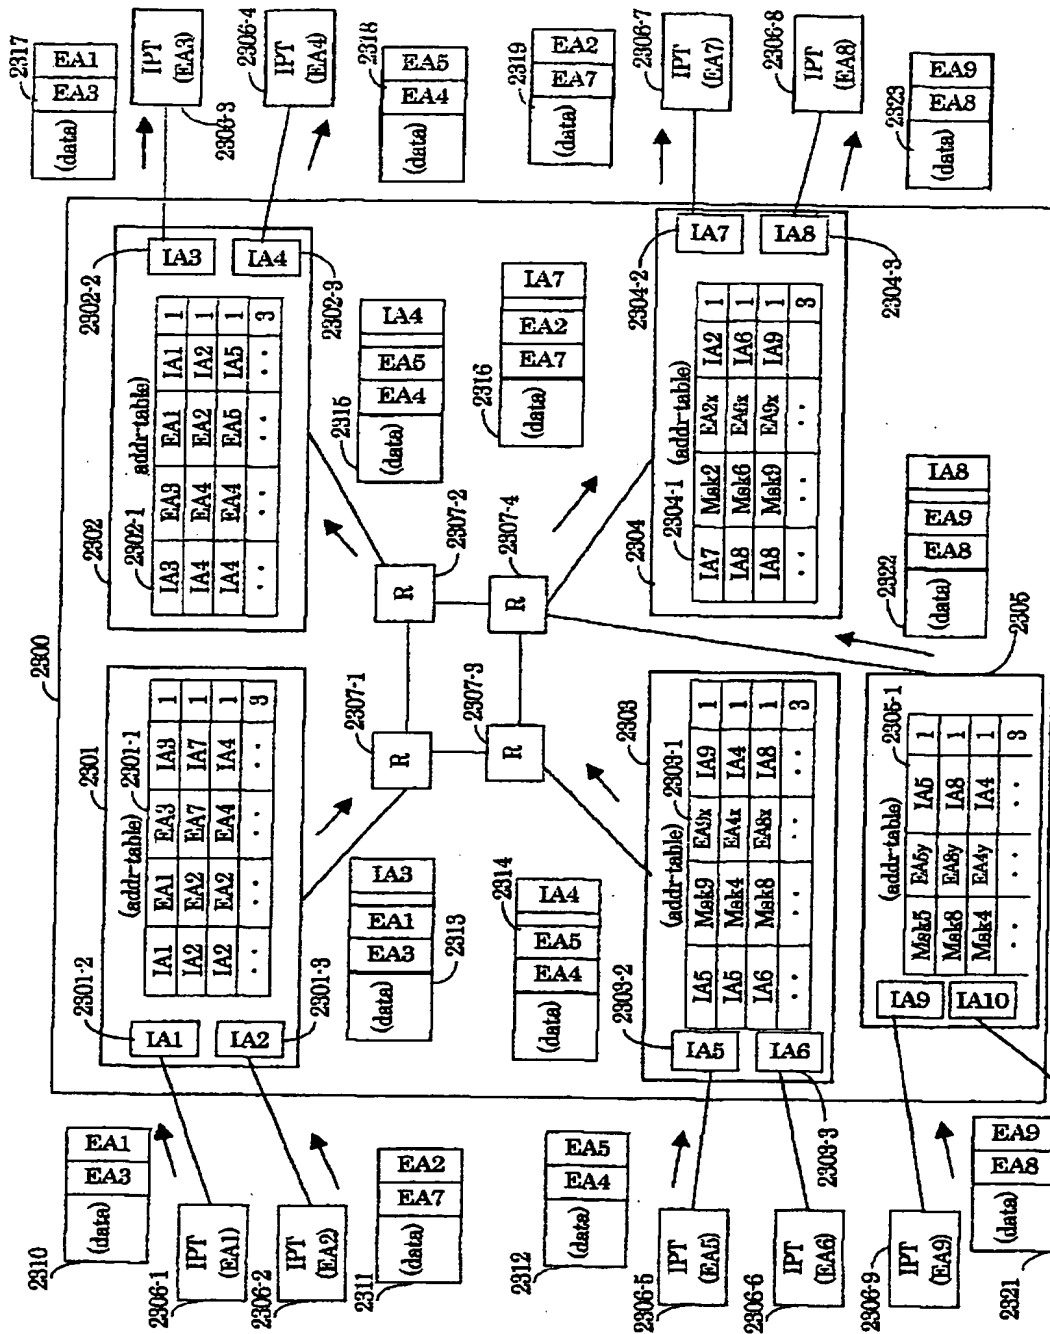 2300
2301
(addr-table)
2301-1
IA1 EA1 EA3 IA3 1
IA2 EA2 EA7 IA7 1
IA2 EA2 EA4 IA4 1
. . . . . . . . 3
2301-2
IA1
IA2
2301-3
2302
addr-table)
2302-1
IA3 EA3 EA1 IA1 1
IA4 EA4 EA2 IA2 1
IA4 EA4 EA5 IA5 1
. . . . . . . . 3
2302-2
IA3
IA4
2302-3
2310
(data) EA3 EA1
2306-1
IPT
(EA1)
2306-2
IPT
(EA2)
2311
(data) EA7 EA2
2317
(data) EA3 EA1
IPT
(EA3)
2306-3
2306-4
IPT
(EA4)
2318
(data) EA4 EA5
(data) EA3 EA1 IA3
2313
2315
(data) EA4 EA5 IA4
2307-1
R
2307-2
R
2307-3
R
2307-4
R
2314
(data) EA4 EA5 IA4
2316
(data) EA7 EA2 IA7
2312
(data) EA4 EA5
2306-5
IPT
(EA5)
2306-6
IPT
(EA6)
2303
(addr-table)
2303-1
IA5 Msk9 EA9x IA9 1
IA5 Msk4 EA4x IA4 1
IA6 Msk8 EA8x IA8 1
. . . . . . . . 3
2303-2
IA5
IA6
2303-3
2304
2304-1
(addr-table)
IA7 Msk2 EA2x IA2 1
IA8 Msk6 EA6x IA6 1
IA8 Msk9 EA9x IA9 1
. . . . . . . . 3
2304-2
IA7
IA8
2304-3
2319
(data) EA7 EA2
2306-7
IPT
(EA7)
2306-8
IPT
(EA8)
2323
(data) EA8 EA9
2322
(data) EA8 EA9 IA8
2305
(addr-table)
2305-1
Msk5 EA5y IA5 1
Msk8 EA8y IA8 1
Msk4 EA4y IA4 1
. . . . . . 3
IA9
IA10
2306-9
IPT
(EA9)
2321
(data) EA8 EA9